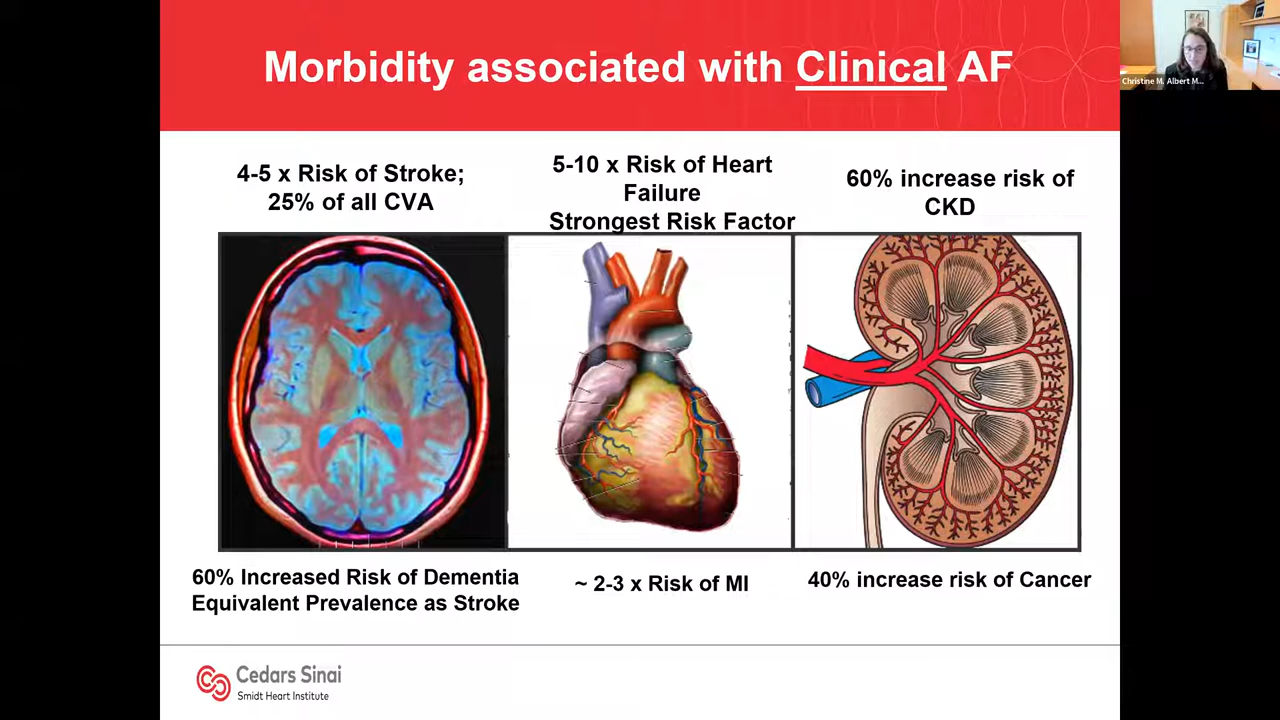 Morbidity associated with Clinical AF
Christine M. Albert M...
4-5 x Risk of Stroke;
25% of all CVA
5-10 x Risk of Heart
Failure
Strongest Risk Factor
60% increase risk of
CKD
60% Increased Risk of Dementia
Equivalent Prevalence as Stroke
~ 2-3 x Risk of MI
40% increase risk of Cancer
Cedars Sinai
Smidt Heart Institute